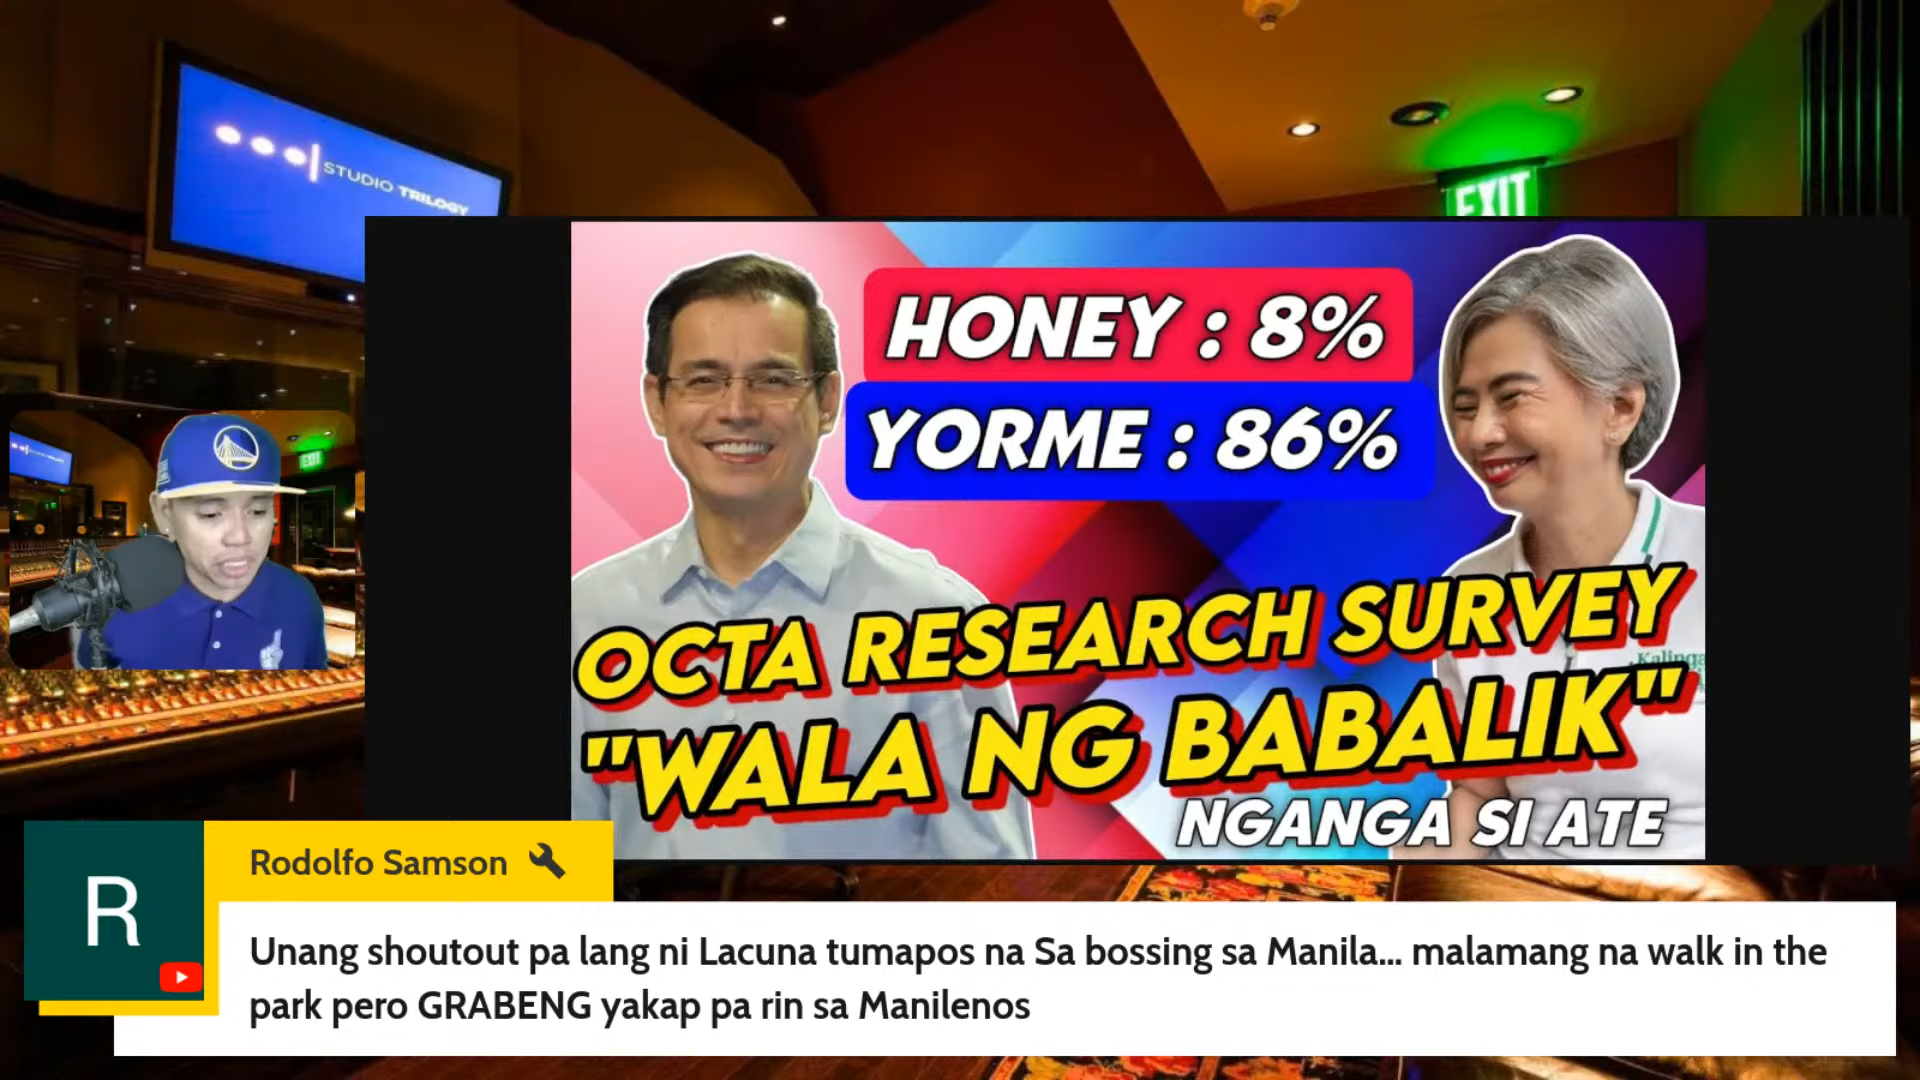 STUDIO TRILOGY
EXIT
HONEY : 8%
YORME : 86%
EXIT
OCTA RESEARCH SURVEY
"WALA NG BABALIK"
NGANGA SI ATE
Rodolfo Samson
R
Unang shoutout pa lang ni Lacuna tumapos na Sa bossing sa Manila... malamang na walk in the
park pero GRABENG yakap pa rin sa Manilenos